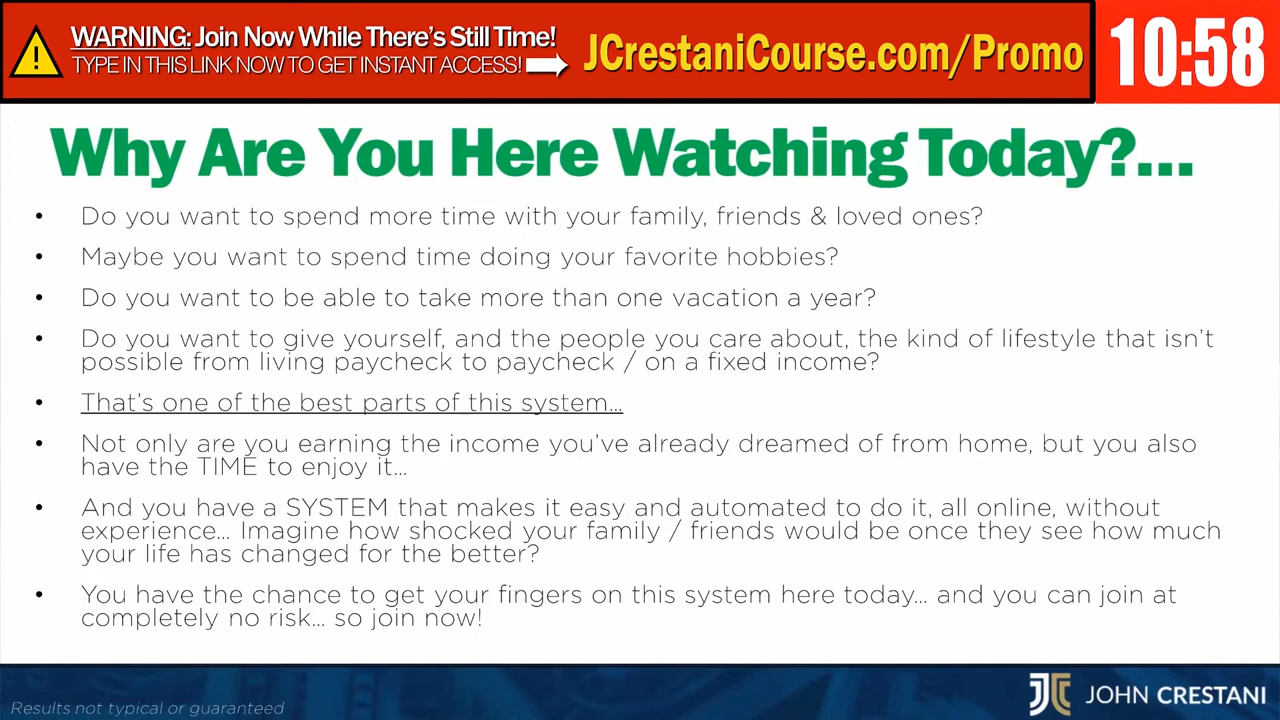 WARNING: Join Now While There's Still Time!
TYPE IN THIS LINK NOW TO GET INSTANT ACCESS!
JCrestaniCourse.com/Promo
10:58
Why Are You Here Watching Today?...
• Do you want to spend more time with your family, friends & loved ones?
• Maybe you want to spend time doing your favorite hobbies?
• Do you want to be able to take more than one vacation a year?
• Do you want to give yourself, and the people you care about, the kind of lifestyle that isn't
possible from living paycheck to paycheck / on a fixed income?
• That's one of the best parts of this system...
• Not only are you earning the income you've already dreamed of from home, but you also
have the TIME to enjoy it...
• And you have a SYSTEM that makes it easy and automated to do it, all online, without
experience... Imagine how shocked your family / friends would be once they see how much
your life has changed for the better?
• You have the chance to get your fingers on this system here today... and you can join at
completely no risk... so join now!
Results not typical or guaranteed
JOHN CRESTANI